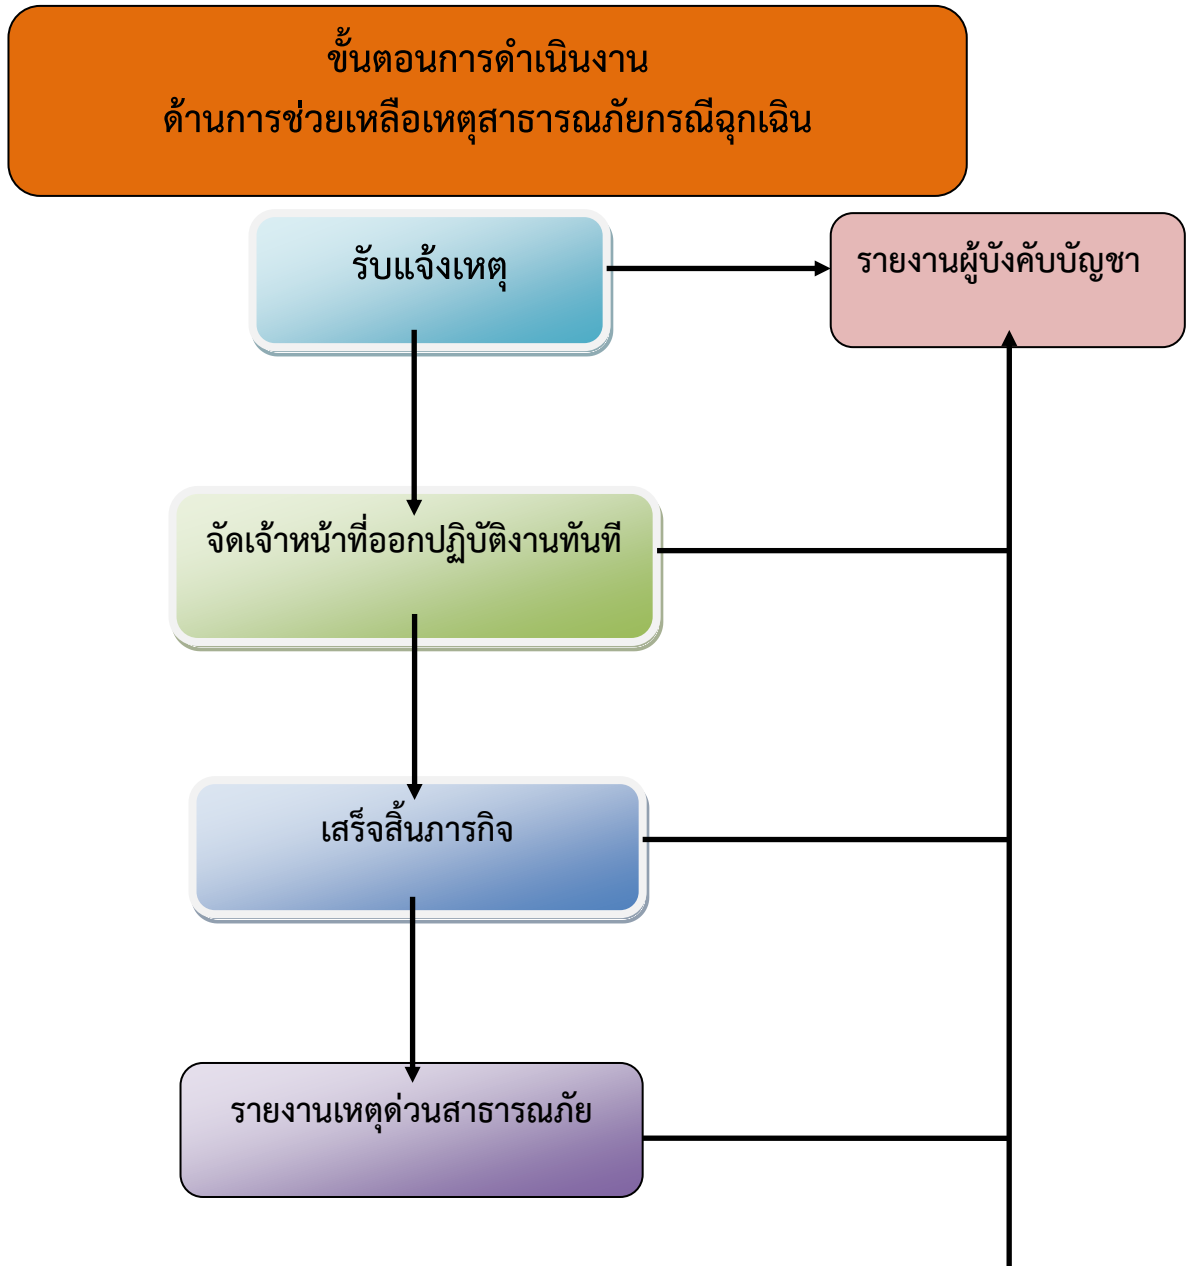 ขั้นตอนการดำเนินงาน
ด้านการช่วยเหลือเหตุสาธารณภัยกรณีฉุกเฉิน
รับแจ้งเหตุ
รายงานผู้บังคับบัญชา
จัดเจ้าหน้าที่ออกปฏิบัติงานทันที
เสร็จสิ้นภารกิจ
รายงานเหตุด่วนสาธารณภัย